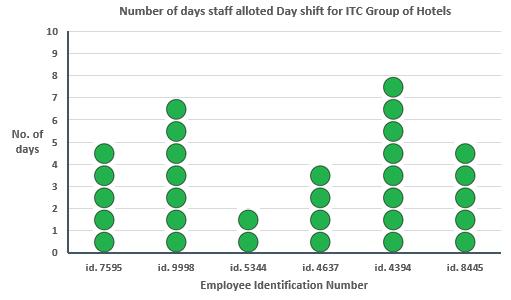 Number of days staff alloted Day shift for ITC Group of Hotels
10
9
8
7
6
5
4
3
2
1
0
No. of
days
id. 7595 id. 9998 id. 5344 id. 4637 id. 4394 id. 8445
Employee Identification Number